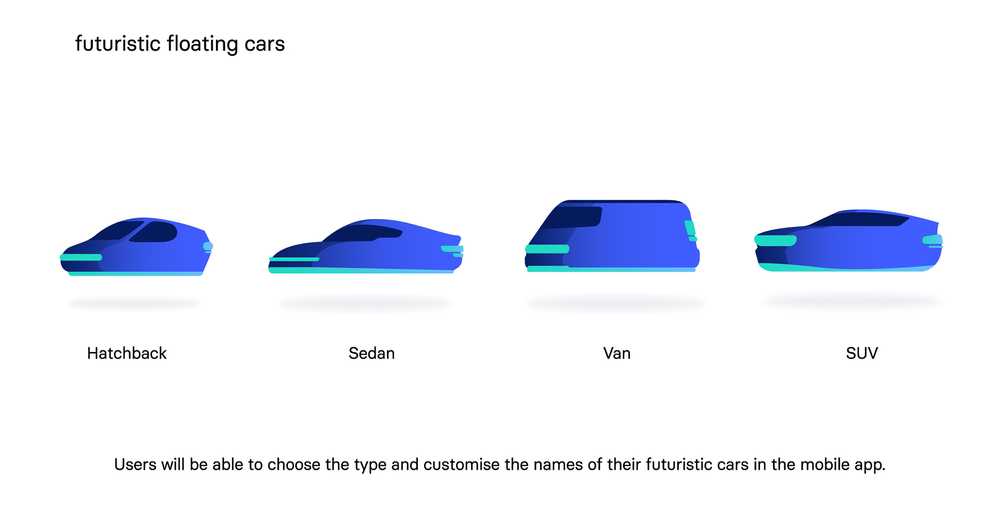 futuristic floating cars
Hatchback
Sedan
Van
SUV
Users will be able to choose the type and customise the names of their futuristic cars in the mobile app.